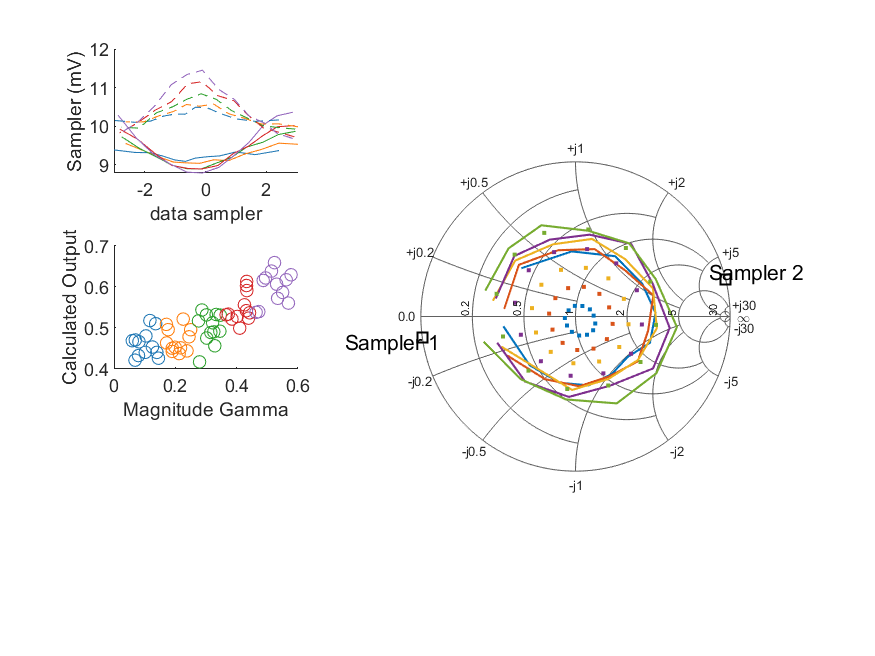 12
11
10
9
Sampler (mV)
-2 0 2
data sampler
0.7
0.6
0.5
0.4
Calculated Output
0 0.2 0.4 0.6
Magnitude Gamma
+j1
+j0.5 +j2
+j0.2 +j5
Sampler 2
0.0 0.2 0.5 1 2 5 30 +j30
∞
-j30
Sampler 1
-j0.2 -j5
-j0.5 -j2
-j1